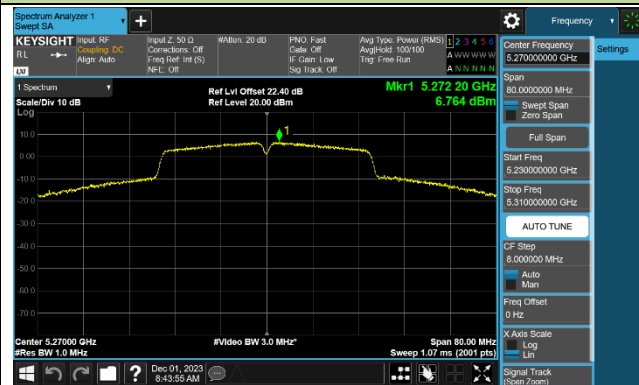 Spectrum Analyzer 1
Swept SA
Frequency
KEYSIGHT
RL
LXI
Input: RF
Coupling: DC
Align: Auto
Input Z: 50 Ω
Corrections: Off
Freq Ref: Int (S)
NFE: Off
#Atten: 20 dB
PNO: Fast
Gate: Off
IF Gain: Low
Sig Track: Off
Avg Type: Power (RMS)
Avg|Hold: 100/100
Trig: Free Run
1 2 3 4 5 6
A W W W W W
A N N N N N
1 Spectrum
Scale/Div 10 dB
Log
Ref Lvl Offset 22.40 dB
Ref Level 20.00 dBm
Mkr1 5.272 20 GHz
6.764 dBm
1
10.0
0.00
-10.0
-20.0
-30.0
-40.0
-50.0
-60.0
-70.0
Center 5.27000 GHz
#Res BW 1.0 MHz
#Video BW 3.0 MHz*
Span 80.00 MHz
Sweep 1.07 ms (2001 pts)
Dec 01, 2023
8:43:55 AM
Center Frequency
5.270000000 GHz
Span
80.0000000 MHz
Swept Span
Zero Span
Full Span
Start Freq
5.230000000 GHz
Stop Freq
5.310000000 GHz
AUTO TUNE
CF Step
8.000000 MHz
Auto
Man
Freq Offset
0 Hz
X Axis Scale
Log
Lin
Signal Track
(Span Zoom)
Settings